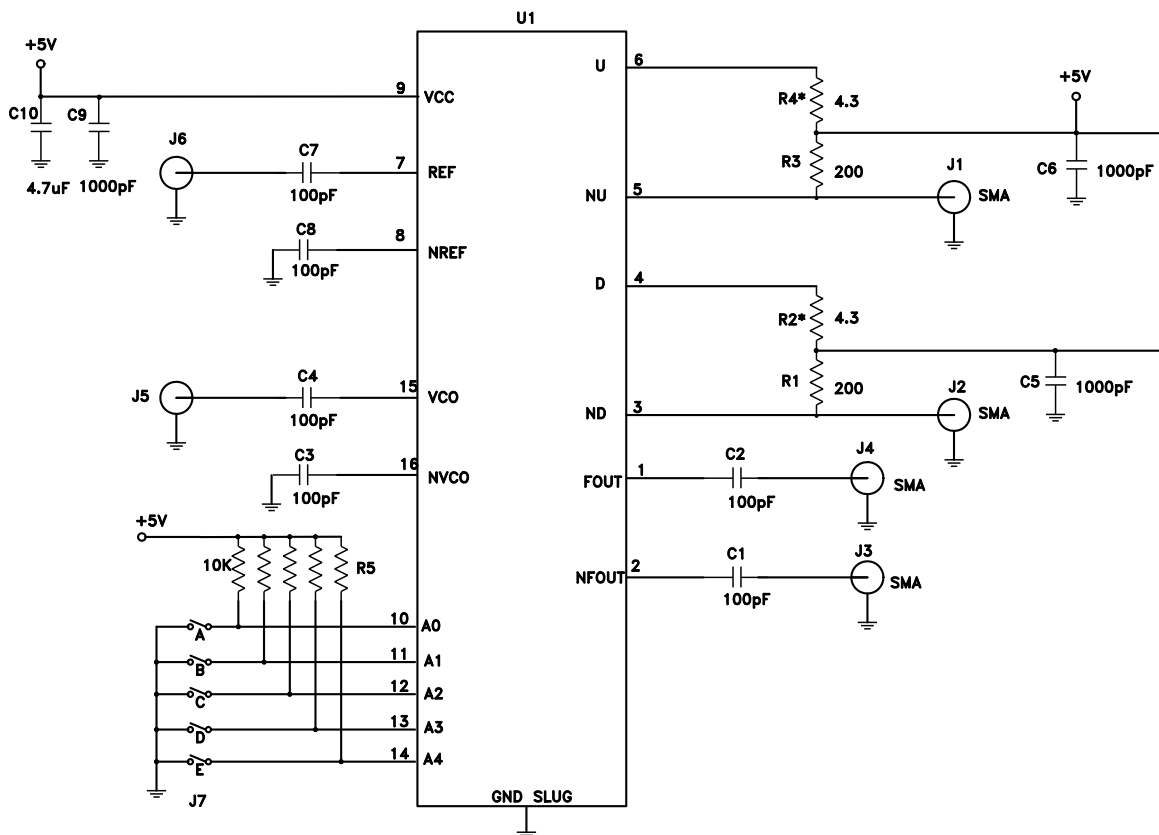 U1
+5V
C10
C9
4.7uF
1000pF
9
VCC
J6
C7
100pF
7
REF
C8
100pF
8
NREF
J5
C4
100pF
15
VCO
C3
100pF
16
NVCO
+5V
10K
R5
A
10
A0
B
11
A1
C
12
A2
D
13
A3
E
14
A4
J7
GND SLUG
U
6
R4*
4.3
+5V
R3
200
C6
1000pF
NU
5
J1
SMA
D
4
R2*
4.3
R1
200
C5
1000pF
ND
3
J2
SMA
FOUT
1
C2
100pF
J4
SMA
NFOUT
2
C1
100pF
J3
SMA